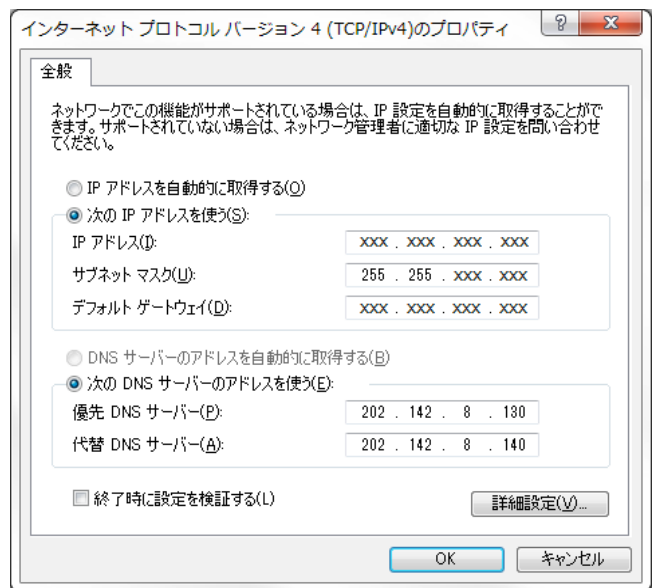 インターネット プロトコル バージョン 4 (TCP/IPv4)のプロパティ
全般
ネットワークでこの機能がサポートされている場合は、IP 設定を自動的に取得することがで
きます。サポートされていない場合は、ネットワーク管理者に適切な IP 設定を問い合わせ
てください。
IP アドレスを自動的に取得する(O)
次の IP アドレスを使う(S):
IP アドレス(I): xxx . xxx . xxx . xxx
サブネット マスク(U): 255 . 255 . xxx . xxx
デフォルト ゲートウェイ(D): xxx . xxx . xxx . xxx
DNS サーバーのアドレスを自動的に取得する(B)
次の DNS サーバーのアドレスを使う(E):
優先 DNS サーバー(P): 202 . 142 . 8 . 130
代替 DNS サーバー(A): 202 . 142 . 8 . 140
終了時に設定を検証する(L)
詳細設定(V)...
OK キャンセル